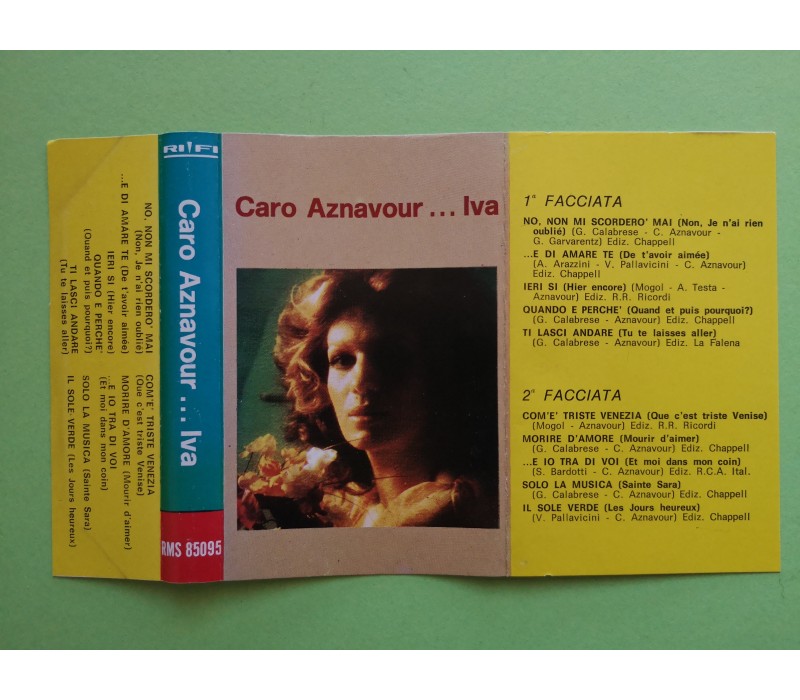 NO, NON MI SCORDERO' MAI
(Non, Je n'ai rien oublié)
...E DI AMARE TE (De t'avoir aimée)
IERI SI (Hier encore)
QUANDO E PERCHE'
(Quand et puis pourquoi?)
TI LASCI ANDARE
(Tu te laisses aller)
COM'E' TRISTE VENEZIA
(Que c'est triste Venise)
MORIRE D'AMORE (Mourir d'aimer)
...E IO TRA DI VOI
(Et moi dans mon coin)
SOLO LA MUSICA (Sainte Sara)
IL SOLE VERDE (Les Jours heureux)
RI-FI
Caro Aznavour... Iva
RMS 85095
Caro Aznavour... Iva
1ª FACCIATA
NO, NON MI SCORDERO' MAI (Non, Je n'ai rien
oublié) (G. Calabrese - C. Aznavour -
G. Garvarentz) Ediz. Chappell
...E DI AMARE TE (De t'avoir aimée)
(A. Arazzini - V. Pallavicini - C. Aznavour)
Ediz. Chappell
IERI SI (Hier encore) (Mogol - A. Testa -
Aznavour) Ediz. R.R. Ricordi
QUANDO E PERCHE' (Quand et puis pourquoi?)
(G. Calabrese - Aznavour) Ediz. Chappell
TI LASCI ANDARE (Tu te laisses aller)
(G. Calabrese - Aznavour) Ediz. La Falena
2ª FACCIATA
COM'E' TRISTE VENEZIA (Que c'est triste Venise)
(Mogol - Aznavour) Ediz. R.R. Ricordi
MORIRE D'AMORE (Mourir d'aimer)
(G. Calabrese - C. Aznavour) Ediz. Chappell
...E IO TRA DI VOI (Et moi dans mon coin)
(S. Bardotti - C. Aznavour) Ediz. R.C.A. Ital.
SOLO LA MUSICA (Sainte Sara)
(G. Calabrese - C. Aznavour) Ediz. Chappell
IL SOLE VERDE (Les Jours heureux)
(V. Pallavicini - C. Aznavour) Ediz. Chappell